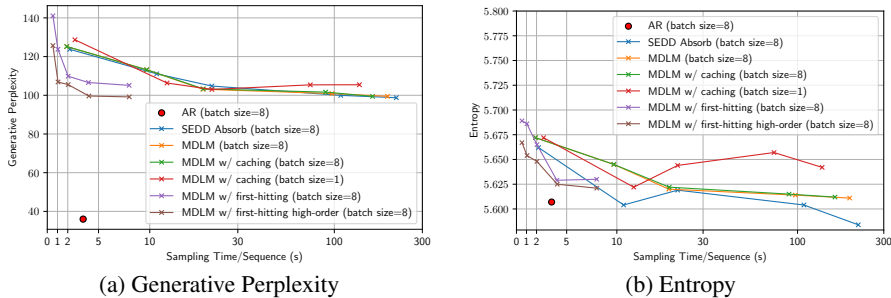 140
120
100
80
60
40
Generative Perplexity
AR (batch size=8)
SEDD Absorb (batch size=8)
MDLM (batch size=8)
MDLM w/ caching (batch size=8)
MDLM w/ caching (batch size=1)
MDLM w/ first-hitting (batch size=8)
MDLM w/ first-hitting high-order (batch size=8)
0 1 2 5 10 30 100 300
Sampling Time/Sequence (s)
(a) Generative Perplexity
5.800
5.775
5.750
5.725
5.700
5.675
5.650
5.625
5.600
Entropy
AR (batch size=8)
SEDD Absorb (batch size=8)
MDLM (batch size=8)
MDLM w/ caching (batch size=8)
MDLM w/ caching (batch size=1)
MDLM w/ first-hitting (batch size=8)
MDLM w/ first-hitting high-order (batch size=8)
0 1 2 5 10 30 100 300
Sampling Time/Sequence (s)
(b) Entropy